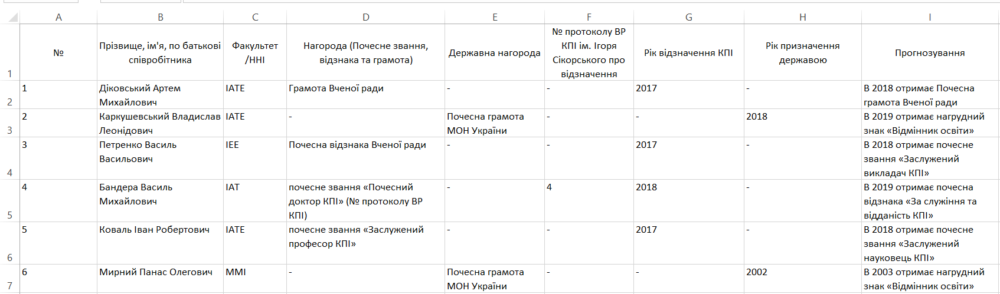 A B C D E F G H I
1
№
Прізвище, ім'я, по батькові
співробітника
Факультет
/ННІ
Нагорода (Почесне звання,
відзнака та грамота)
Державна нагорода
№ протоколу ВР
КПІ ім. Ігоря
Сікорського про
відзначення
Рік відзначення КПІ
Рік призначення
державою
Прогнозування
2
1
Діковський Артем
Михайлович
ІАТЕ
Грамота Вченої ради
-
-
2017
-
В 2018 отримає Почесна
грамота Вченої ради
3
2
Каркушевський Владислав
Леонідович
ІАТЕ
-
Почесна грамота
МОН України
-
-
2018
В 2019 отримає нагрудний
знак «Відмінник освіти»
4
3
Петренко Василь
Васильович
ІЕЕ
Почесна відзнака Вченої ради
-
-
2017
-
В 2018 отримає почесне
звання «Заслужений
викладач КПІ»
5
4
Бандера Василь
Михайлович
ІАТ
почесне звання «Почесний
доктор КПІ» (№ протоколу ВР
КПІ)
-
4
2018
-
В 2019 отримає почесна
відзнака «За служіння та
відданість КПІ»
6
5
Коваль Іван Робертович
ІАТЕ
почесне звання «Заслужений
професор КПІ»
-
-
2017
-
В 2018 отримає почесне
звання «Заслужений
науковець КПІ»
7
6
Мирний Панас Олегович
ММІ
-
Почесна грамота
МОН України
-
-
2002
В 2003 отримає нагрудний
знак «Відмінник освіти»